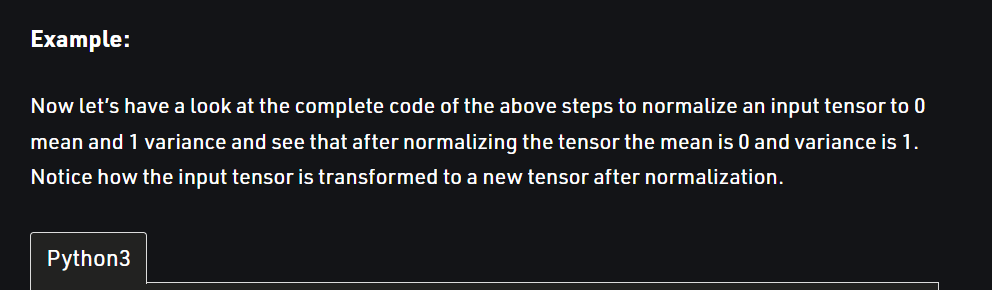 Example:
Now let's have a look at the complete code of the above steps to normalize an input tensor to 0
mean and 1 variance and see that after normalizing the tensor the mean is 0 and variance is 1.
Notice how the input tensor is transformed to a new tensor after normalization.
Python3